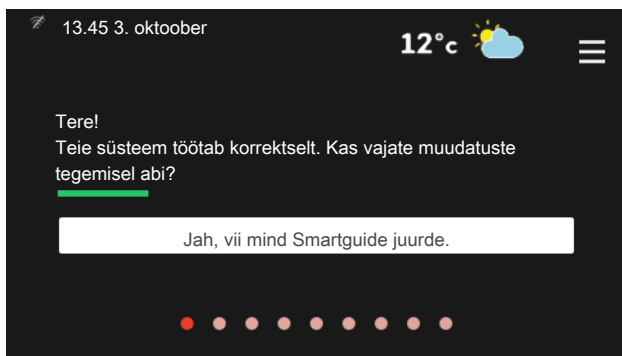 13.45 3. oktoober
12°c
Tere!
Teie süsteem töötab korrektselt. Kas vajate muudatuste
tegemisel abi?
Jah, vii mind Smartguide juurde.